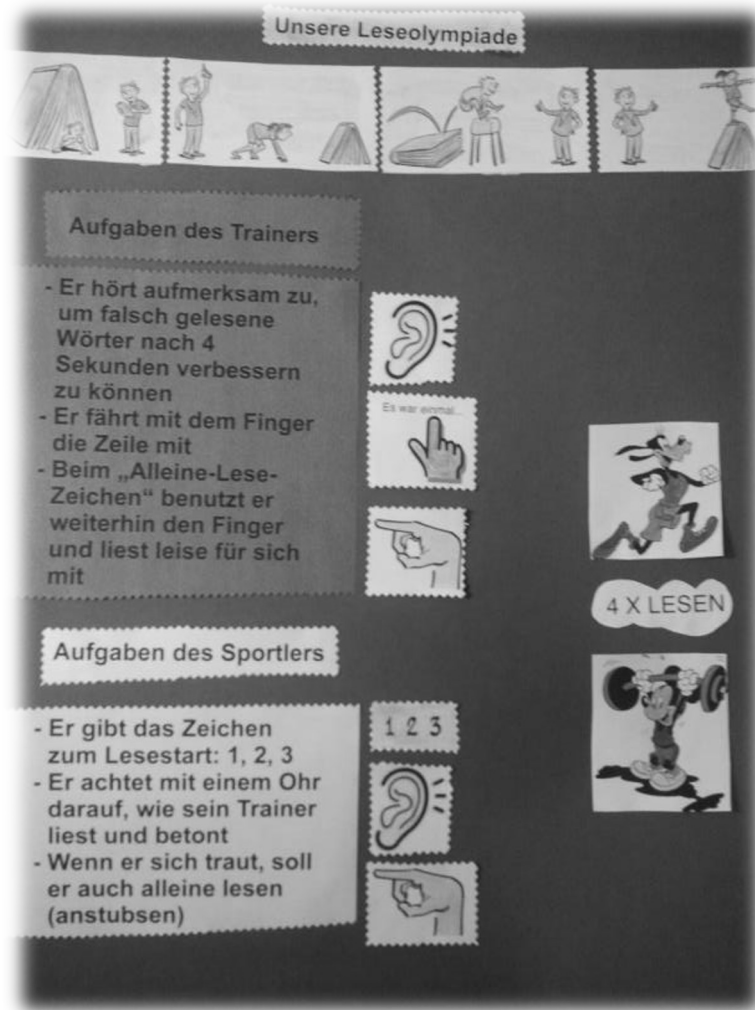 Unsere Leseolympiade
Aufgaben des Trainers
- Er hört aufmerksam zu,
um falsch gelesene
Wörter nach 4
Sekunden verbessern
zu können
- Er fährt mit dem Finger
die Zeile mit
- Beim „Alleine-Lese-
Zeichen“ benutzt er
weiterhin den Finger
und liest leise für sich
mit
Es war einmal...
4 X LESEN
Aufgaben des Sportlers
- Er gibt das Zeichen
zum Lesestart: 1, 2, 3
- Er achtet mit einem Ohr
darauf, wie sein Trainer
liest und betont
- Wenn er sich traut, soll
er auch alleine lesen
(anstubsen)
1 2 3